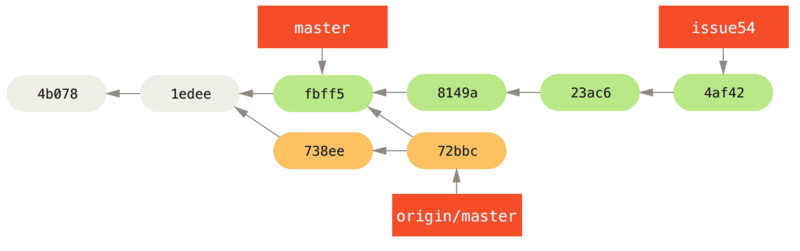 master
issue54
4b078
1edee
fbff5
8149a
23ac6
4af42
738ee
72bbc
origin/master